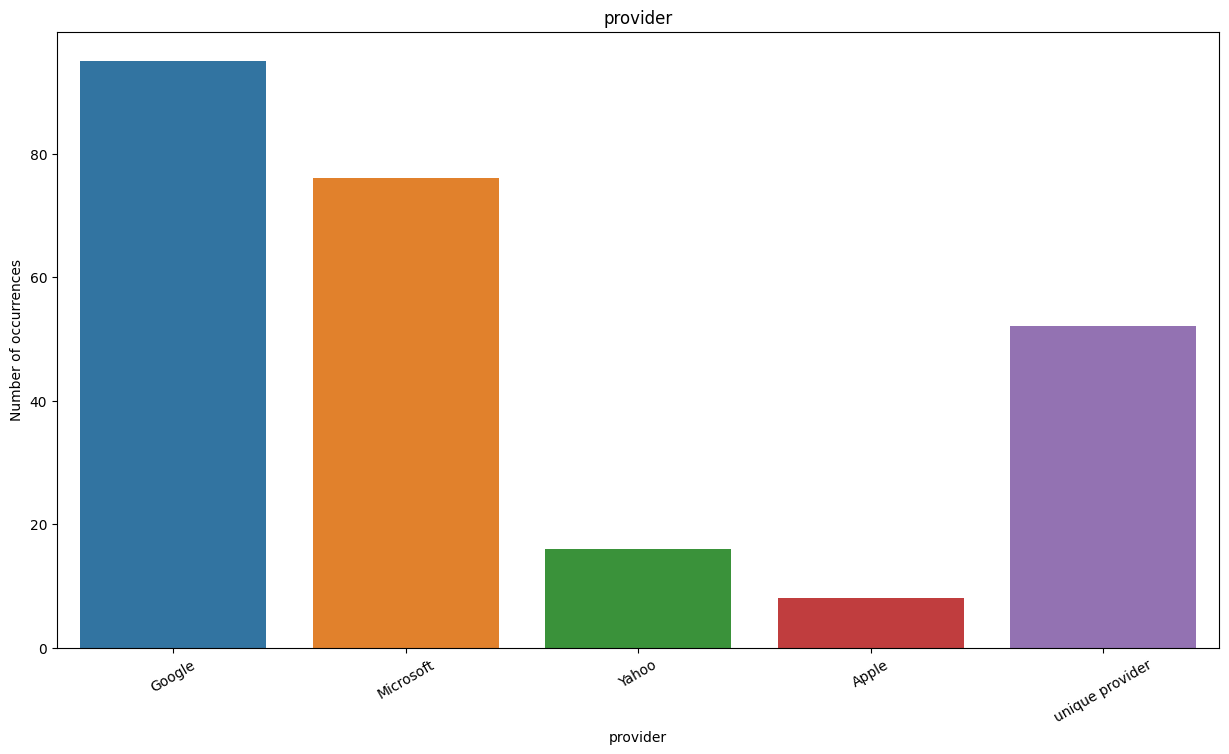 provider
Number of occurrences
80
60
40
20
0
Google
Microsoft
Yahoo
Apple
unique provider
provider